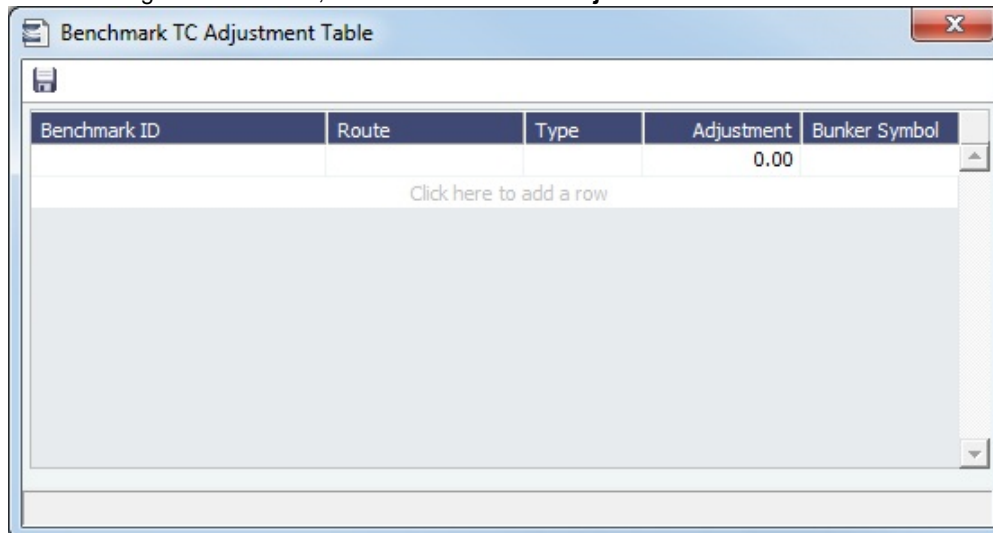 Benchmark TC Adjustment Table
Benchmark ID Route Type Adjustment Bunker Symbol
0.00
Click here to add a row